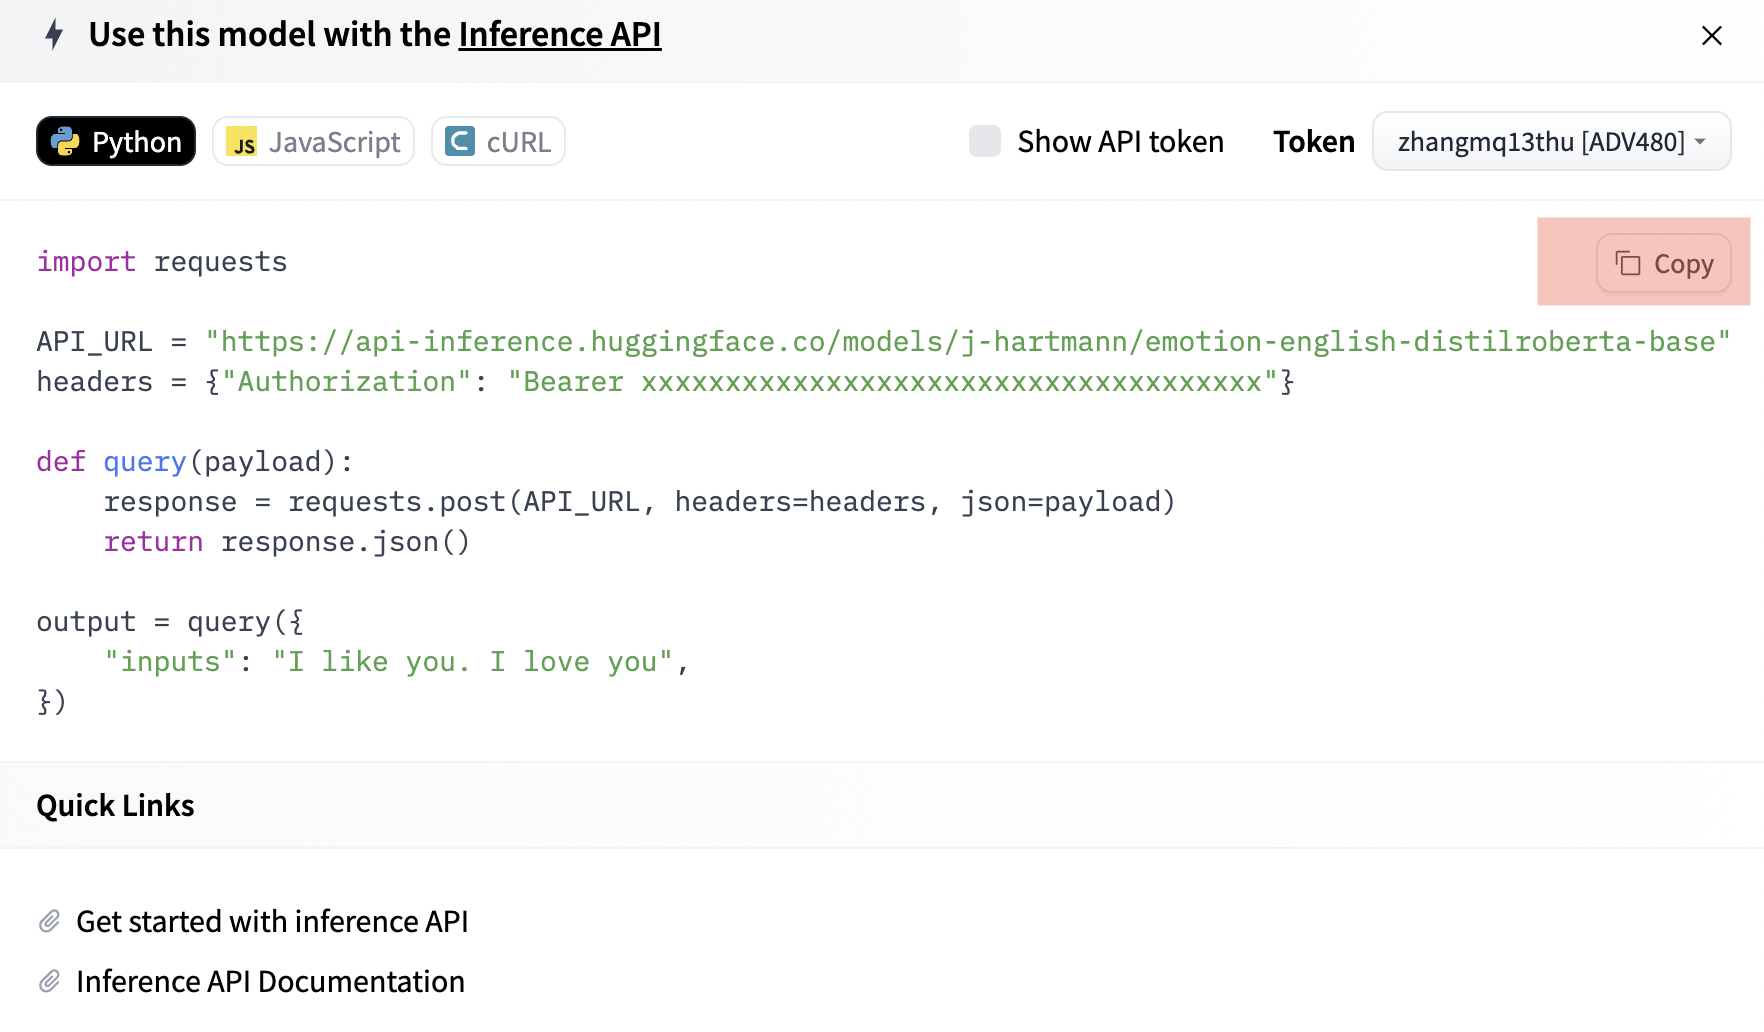 Use this model with the Inference API
Python JavaScript cURL Show API token Token zhangmq13thu [ADV480]
Copy
import requests
API_URL = "https://api-inference.huggingface.co/models/j-hartmann/emotion-english-distilroberta-base"
headers = {"Authorization": "Bearer xxxxxxxxxxxxxxxxxxxxxxxxxxxxxxxxxxxxx"}
def query(payload):
    response = requests.post(API_URL, headers=headers, json=payload)
    return response.json()
output = query({
    "inputs": "I like you. I love you",
})
Quick Links
Get started with inference API
Inference API Documentation